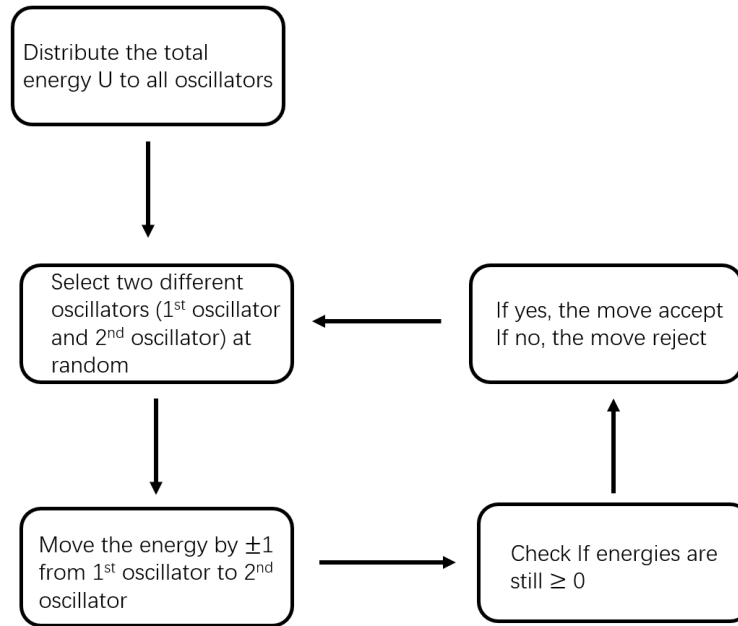 Distribute the total
energy U to all oscillators
Select two different
oscillators (1st oscillator
and 2nd oscillator) at
random
If yes, the move accept
If no, the move reject
Move the energy by ±1
from 1st oscillator to 2nd
oscillator
Check If energies are
still ≥ 0